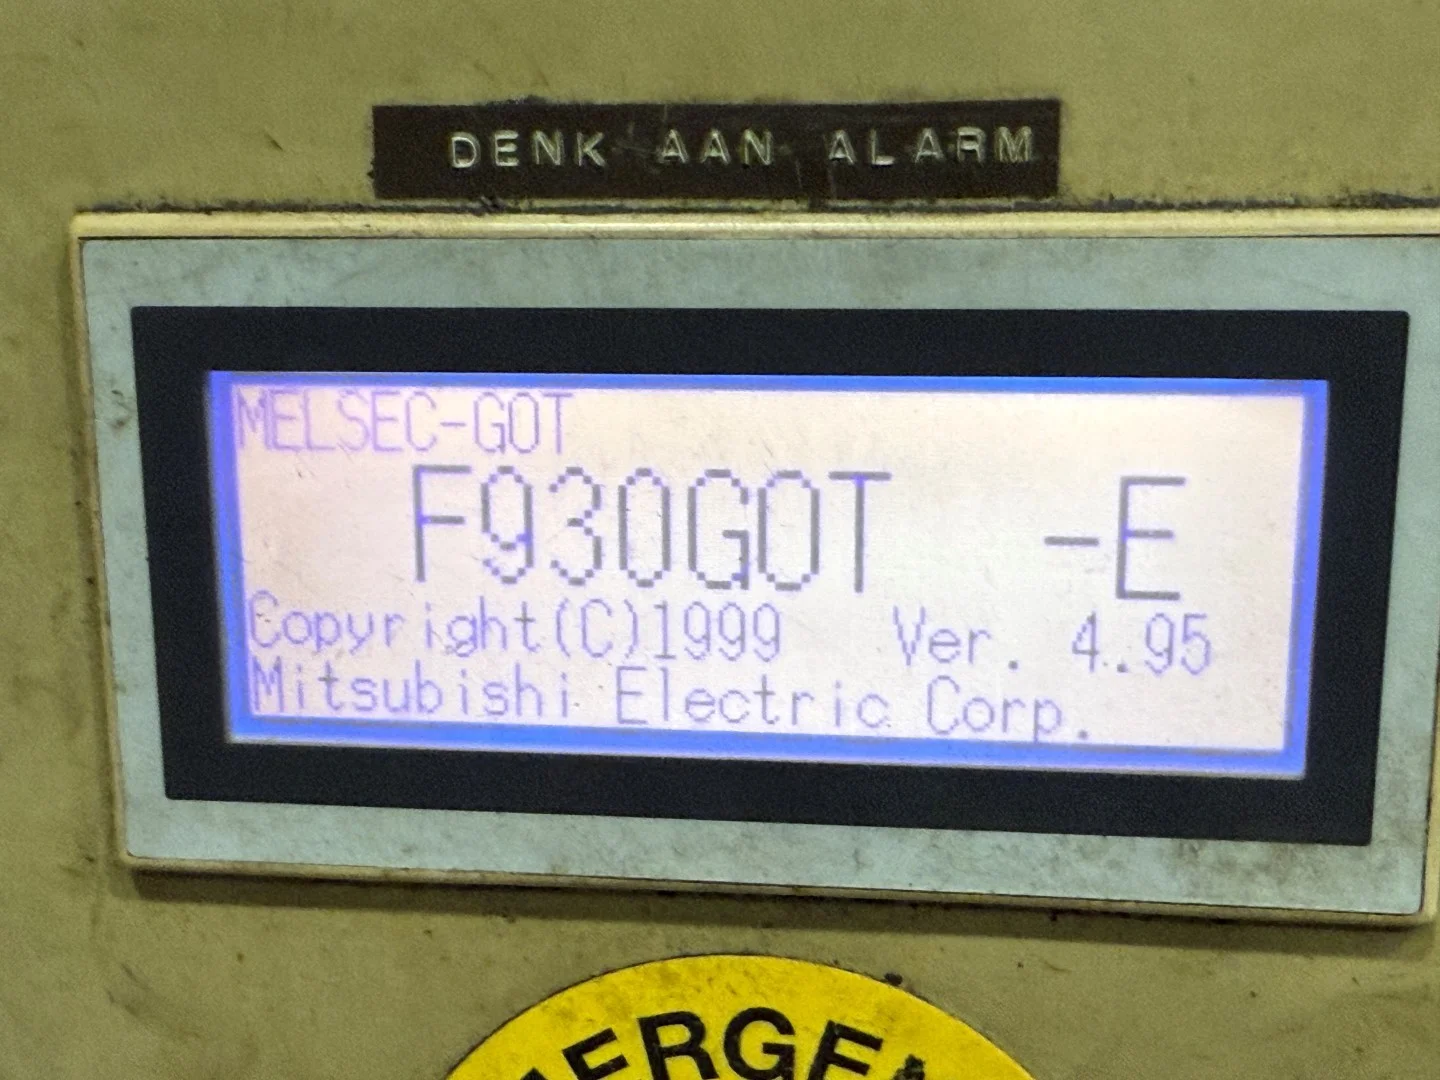 DENK AAN ALARM
MELSEC-GOT
F930GOT -E
Copyright(C)1999 Ver. 4.95
Mitsubishi Electric Corp.